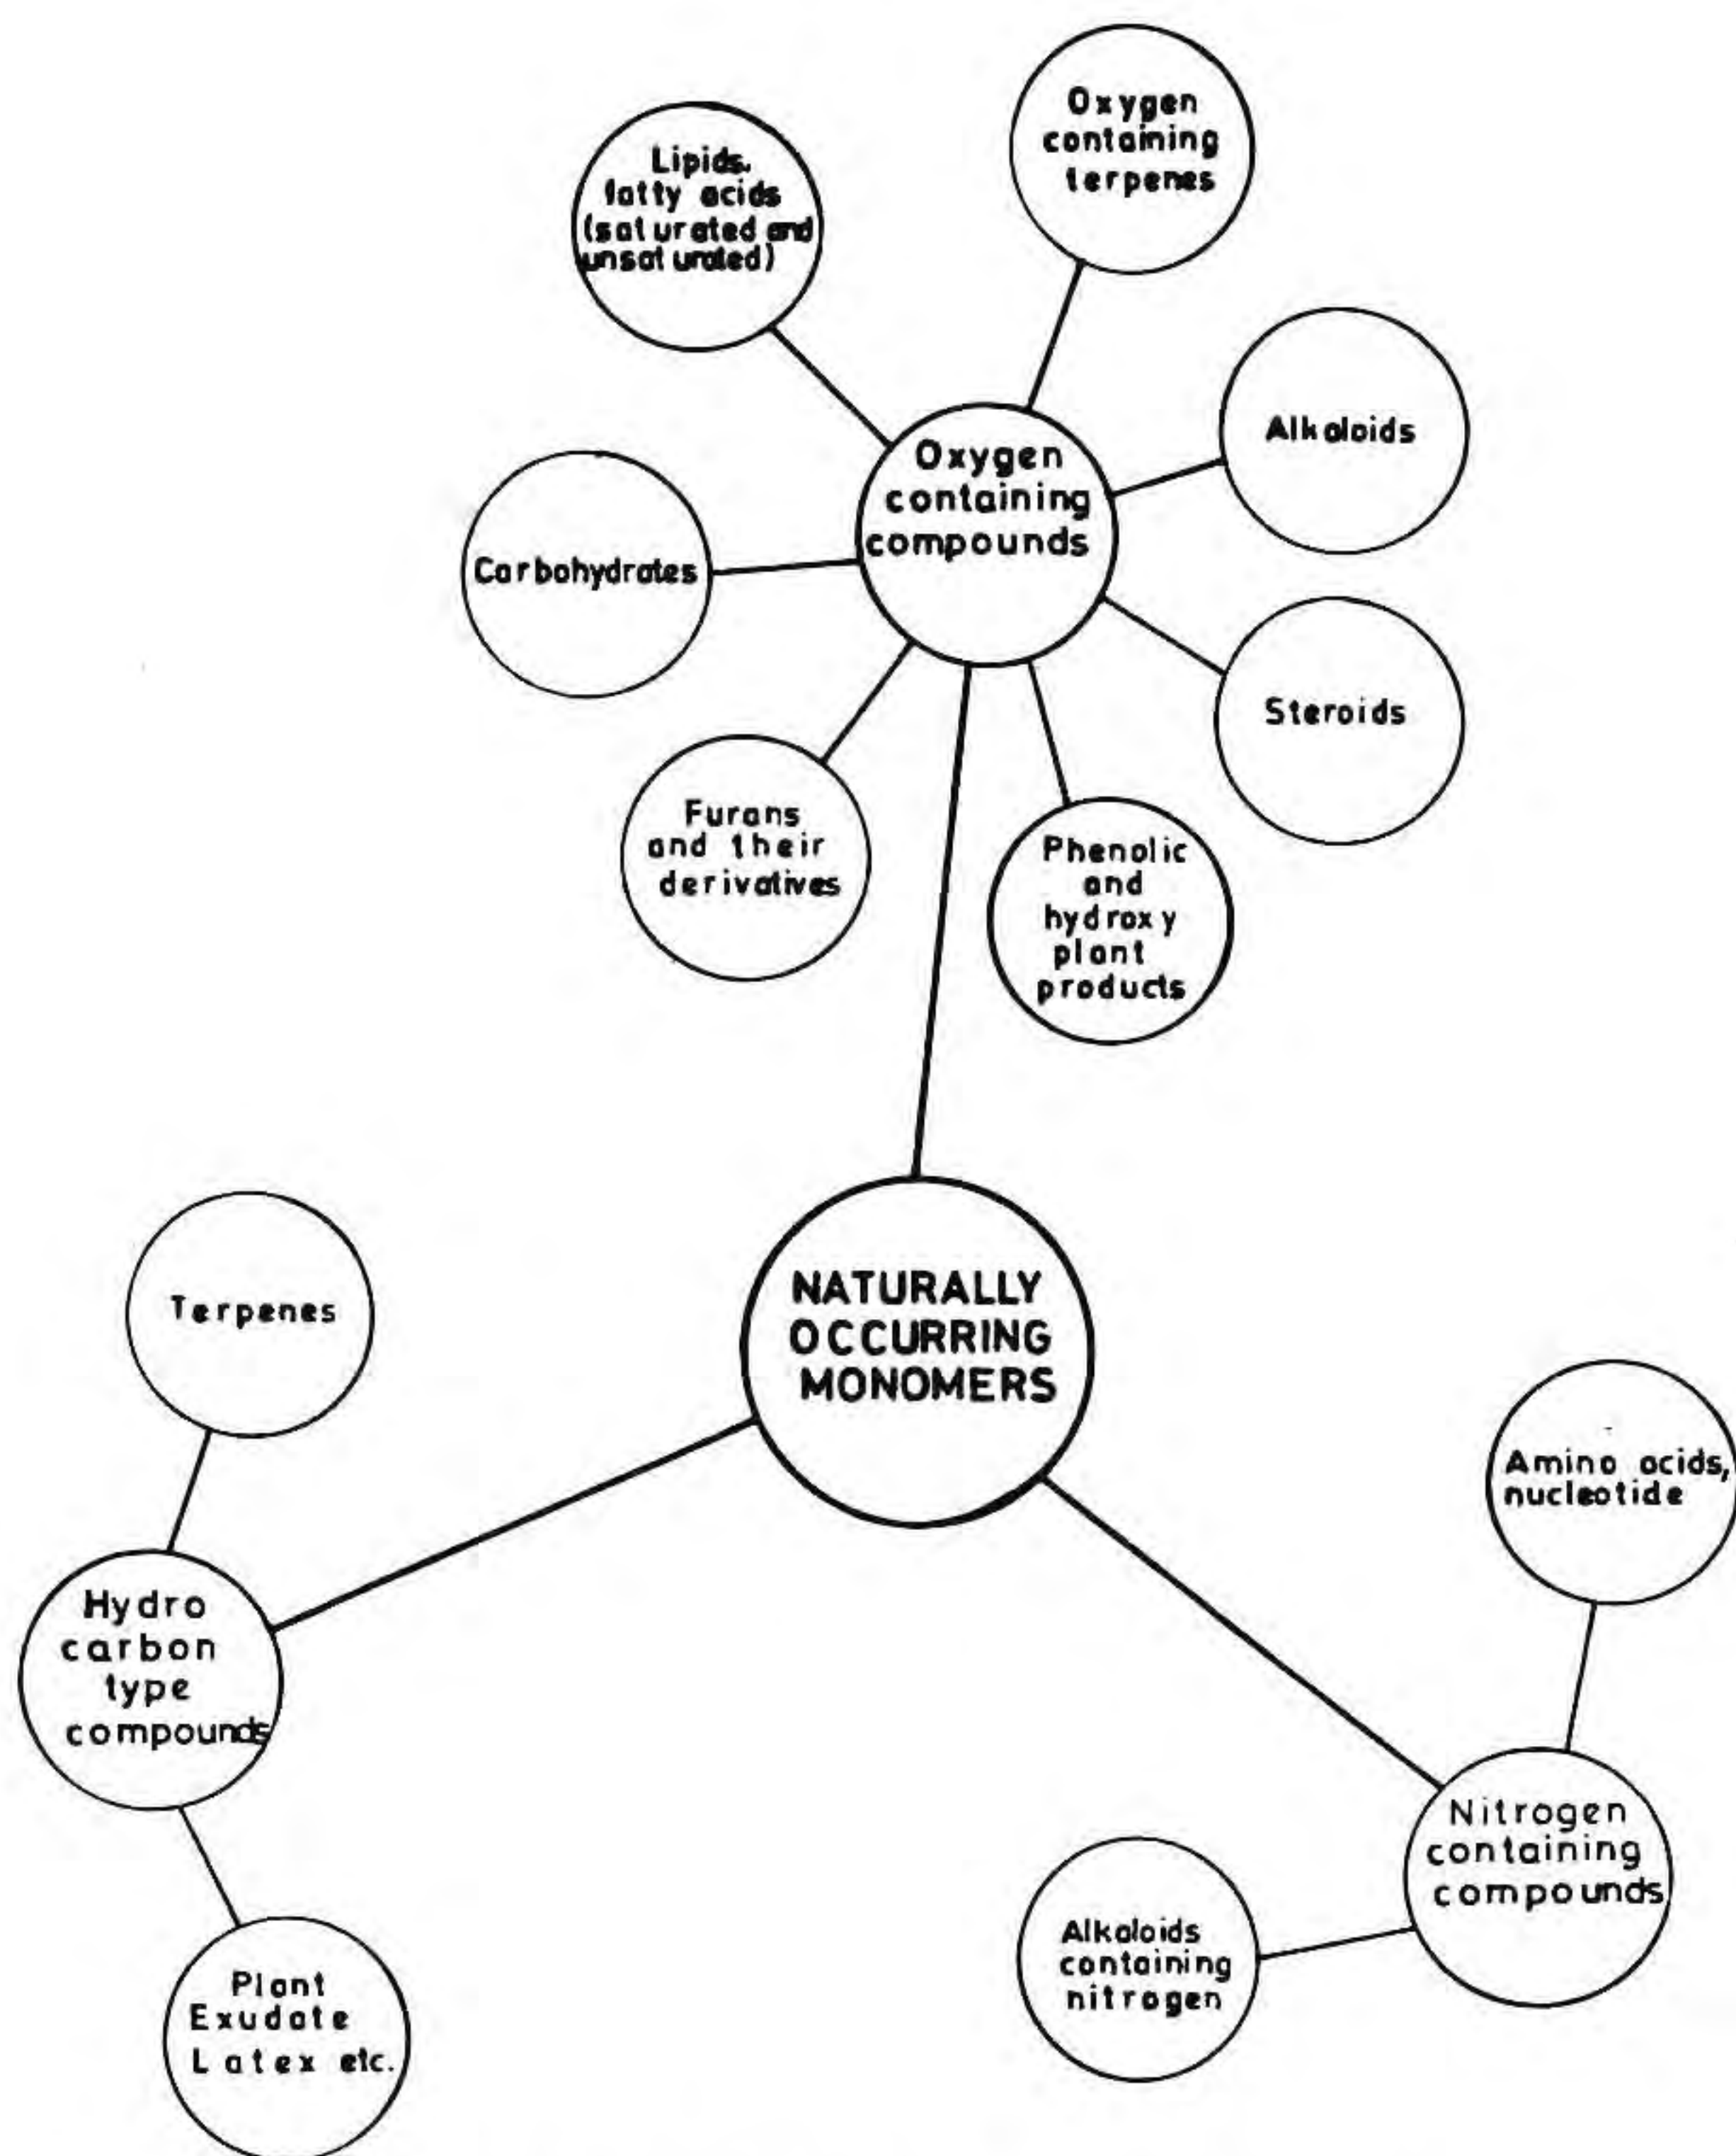 Oxygen
containing
terpenes
Lipids,
fatty acids
(saturated and
unsaturated)
Alkaloids
Oxygen
containing
compounds
Carbohydrates
Steroids
Furans
and their
derivatives
Phenolic
and
hydroxy
plant
products
Terpenes
NATURALLY
OCCURRING
MONOMERS
Amino acids,
nucleotide
Hydro
carbon
type
compounds
Nitrogen
containing
compounds
Alkaloids
containing
nitrogen
Plant
Exudate
Latex etc.